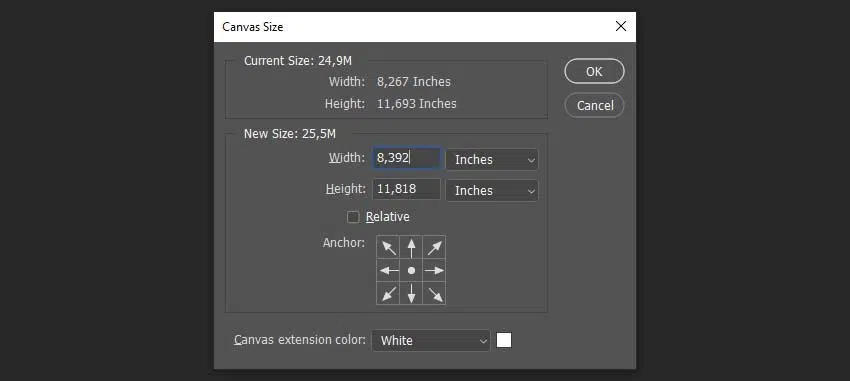 Canvas Size
Current Size: 24,9M
Width: 8,267 Inches
Height: 11,693 Inches
OK
Cancel
New Size: 25,5M
Width: 8,392 Inches
Height: 11,818 Inches
Relative
Anchor:
Canvas extension color: White